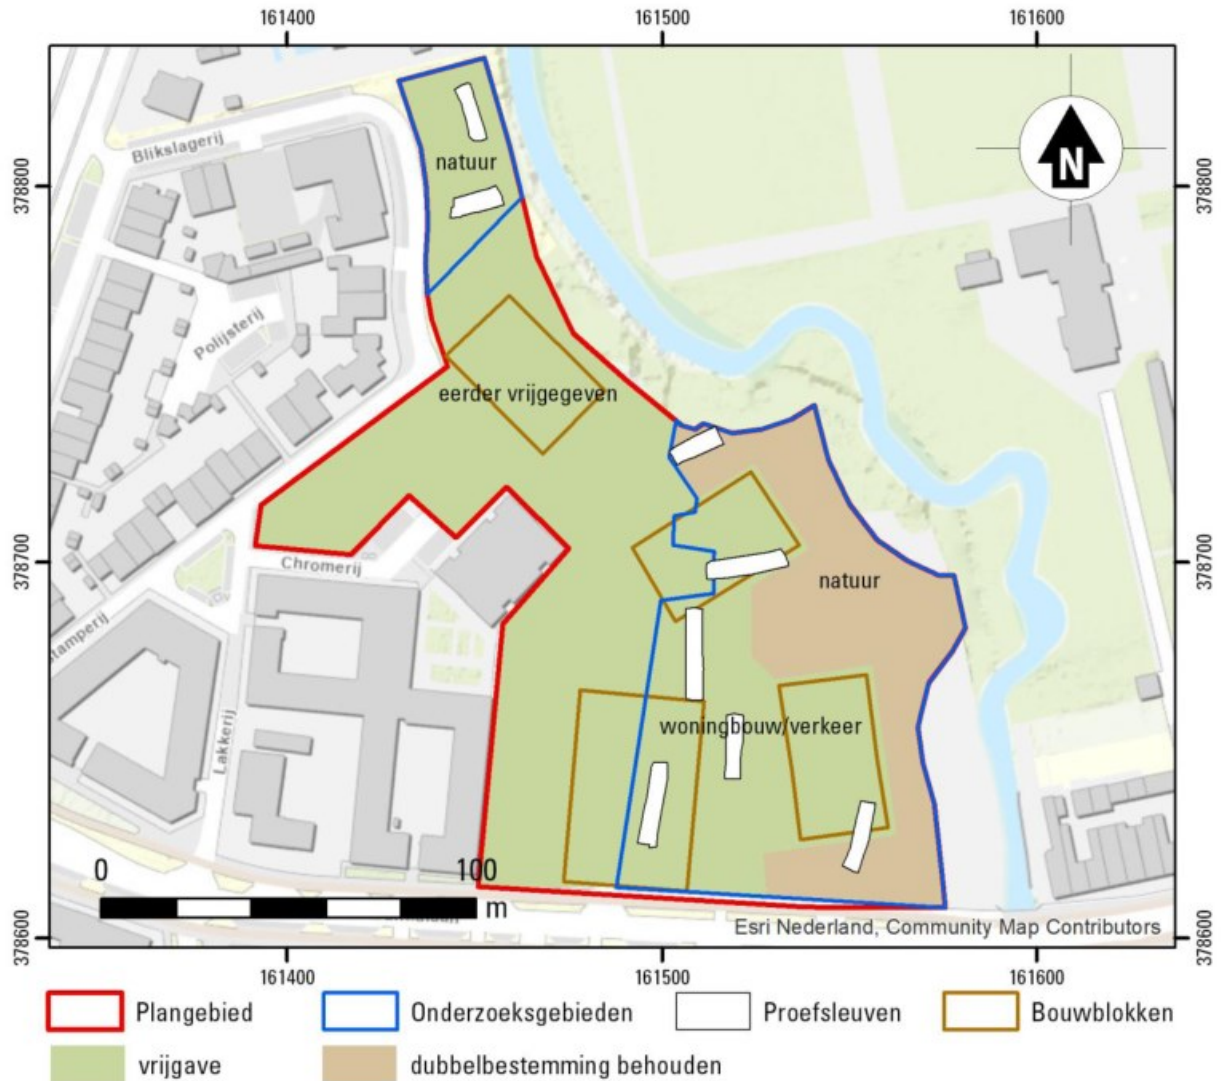 161400 161500 161600
N
Blikslagerij
natuur
378800 378800
Polijsterij
eerder vrijgegeven
378700 378700
Chromerij
natuur
Stamperij
Lakkerij
woningbouw/verkeer
0 100 m
Esri Nederland, Community Map Contributors
378600 378600
161400 161500 161600
Plangebied Onderzoeksgebieden Proefsleuven Bouwblokken
vrijgave dubbelbestemming behouden